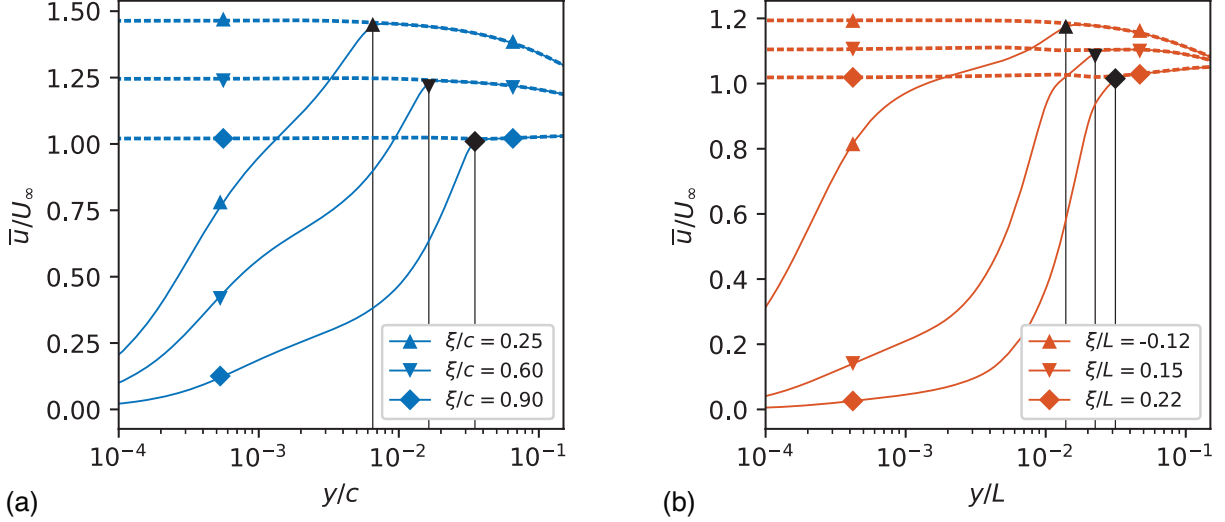 1.50
1.25
1.00
0.75
0.50
0.25
0.00
u̅/U∞
10⁻⁴
10⁻³
10⁻²
10⁻¹
y/c
ξ/c = 0.25
ξ/c = 0.60
ξ/c = 0.90
(a)
1.2
1.0
0.8
0.6
0.4
0.2
0.0
u̅/U∞
10⁻⁴
10⁻³
10⁻²
10⁻¹
y/L
ξ/L = -0.12
ξ/L = 0.15
ξ/L = 0.22
(b)